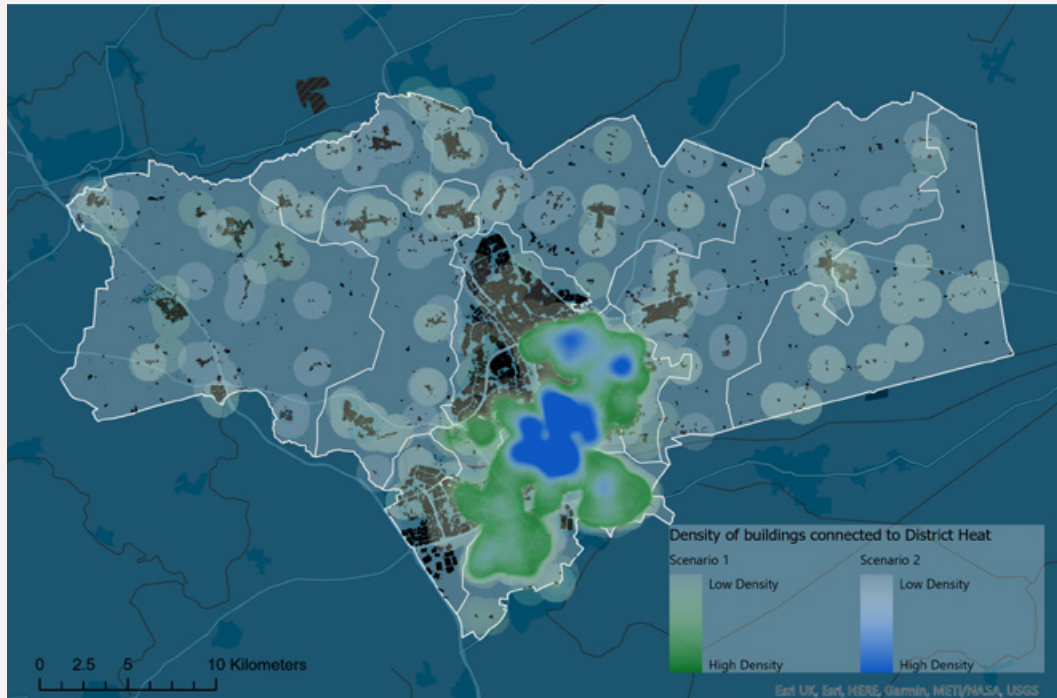 Density of buildings connected to District Heat
Scenario 1 Scenario 2
Low Density Low Density
High Density High Density
0 2.5 5 10 Kilometers
Esri UK, Esri, HERE, Garmin, METI/NASA, USGS